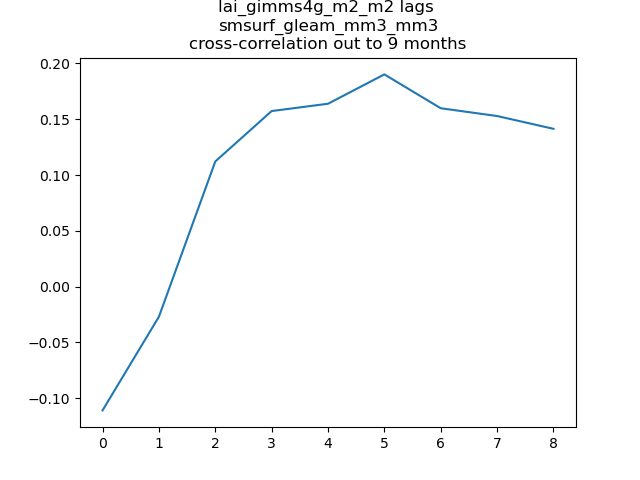 lai_gimms4g_m2_m2 lags
smsurf_gleam_mm3_mm3
cross-correlation out to 9 months
0.20
0.15
0.10
0.05
0.00
−0.05
−0.10
0 1 2 3 4 5 6 7 8